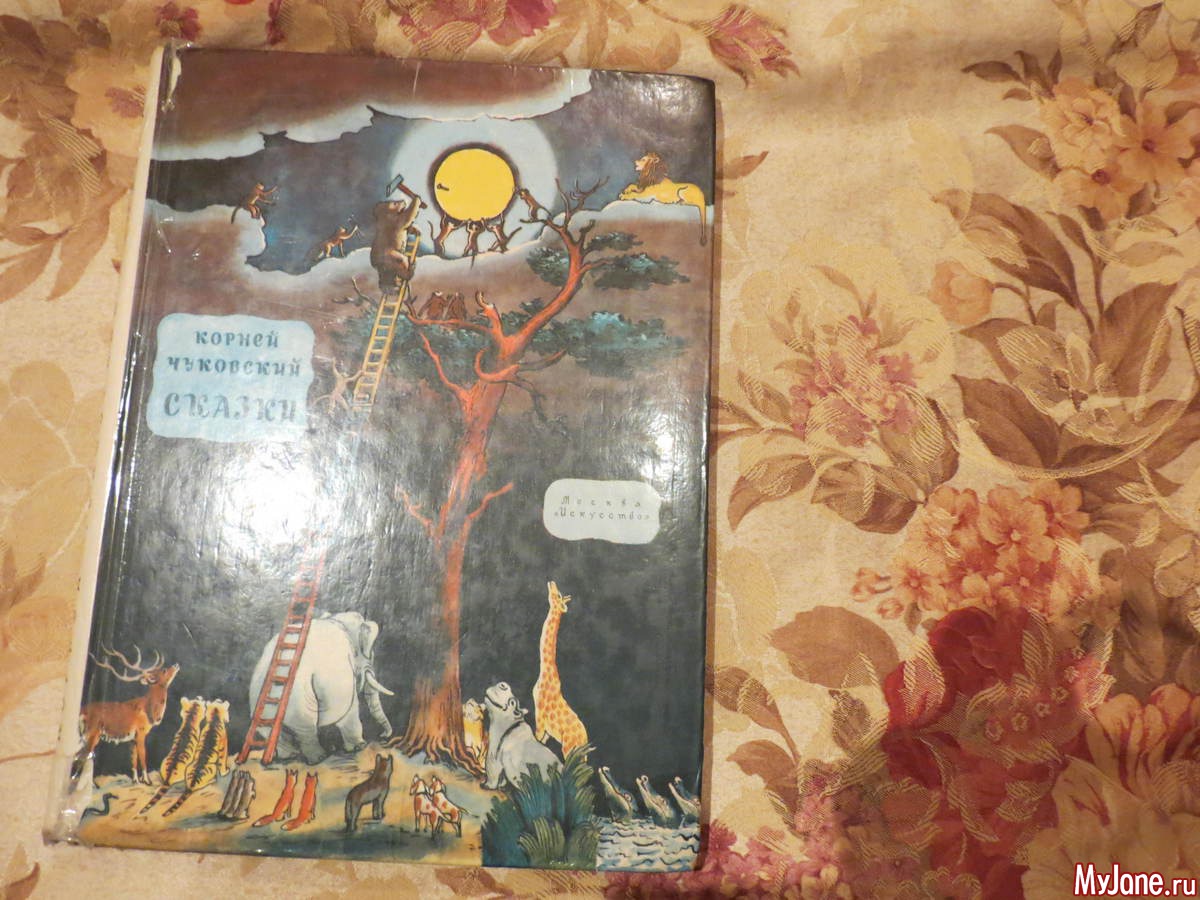 Корней
Чуковский
Сказки
Москва
«Искусство»
MyJane.ru